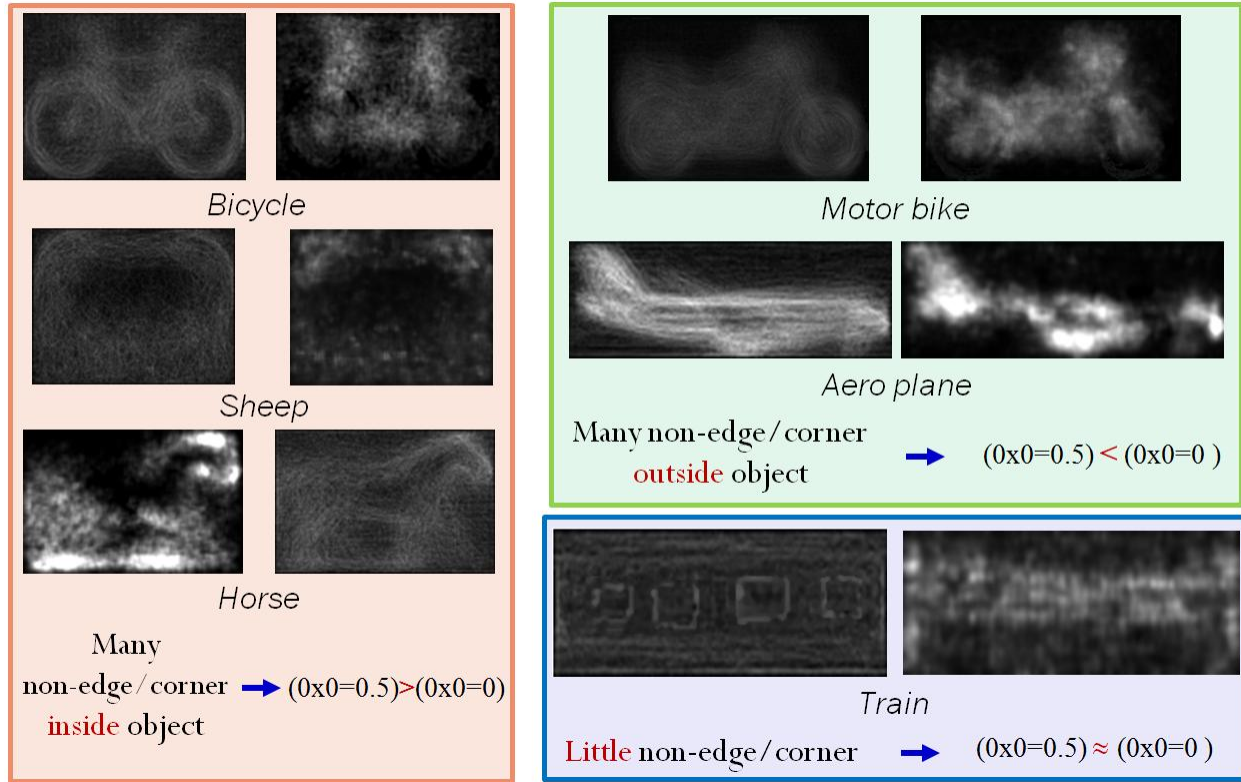 Bicycle
Sheep
Horse
Many
non-edge/corner
inside object
(0x0=0.5)>(0x0=0)
Motor bike
Aero plane
Many non-edge/corner
outside object
(0x0=0.5) < (0x0=0 )
Train
Little non-edge/corner
(0x0=0.5) ≈ (0x0=0 )